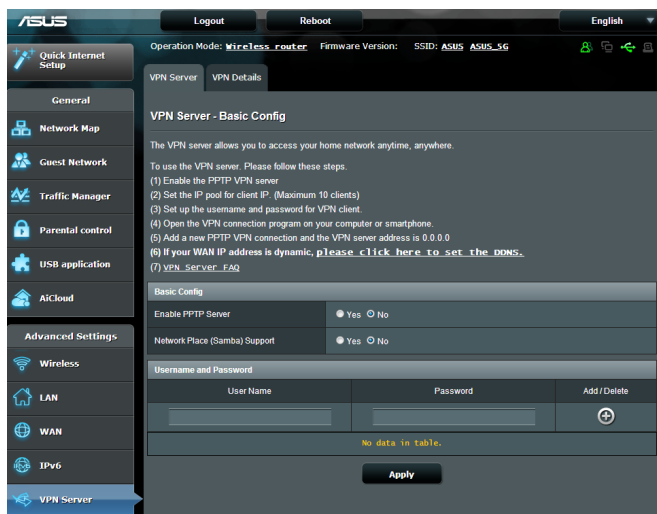 ASUS
Logout
Reboot
English
Quick Internet
Setup
Operation Mode: Wireless router Firmware Version: SSID: ASUS ASUS_5G
VPN Server
VPN Details
General
Network Map
Guest Network
Traffic Manager
Parental control
USB application
AiCloud
Advanced Settings
Wireless
LAN
WAN
IPv6
VPN Server
VPN Server - Basic Config
The VPN server allows you to access your home network anytime, anywhere.
To use the VPN server. Please follow these steps.
(1) Enable the PPTP VPN server
(2) Set the IP pool for client IP. (Maximum 10 clients)
(3) Set up the username and password for VPN client.
(4) Open the VPN connection program on your computer or smartphone.
(5) Add a new PPTP VPN connection and the VPN server address is 0.0.0.0
(6) If your WAN IP address is dynamic, please click here to set the DDNS.
(7) VPN Server FAQ
Basic Config
Enable PPTP Server Yes No
Network Place (Samba) Support Yes No
Username and Password
User Name Password Add / Delete
No data in table.
Apply